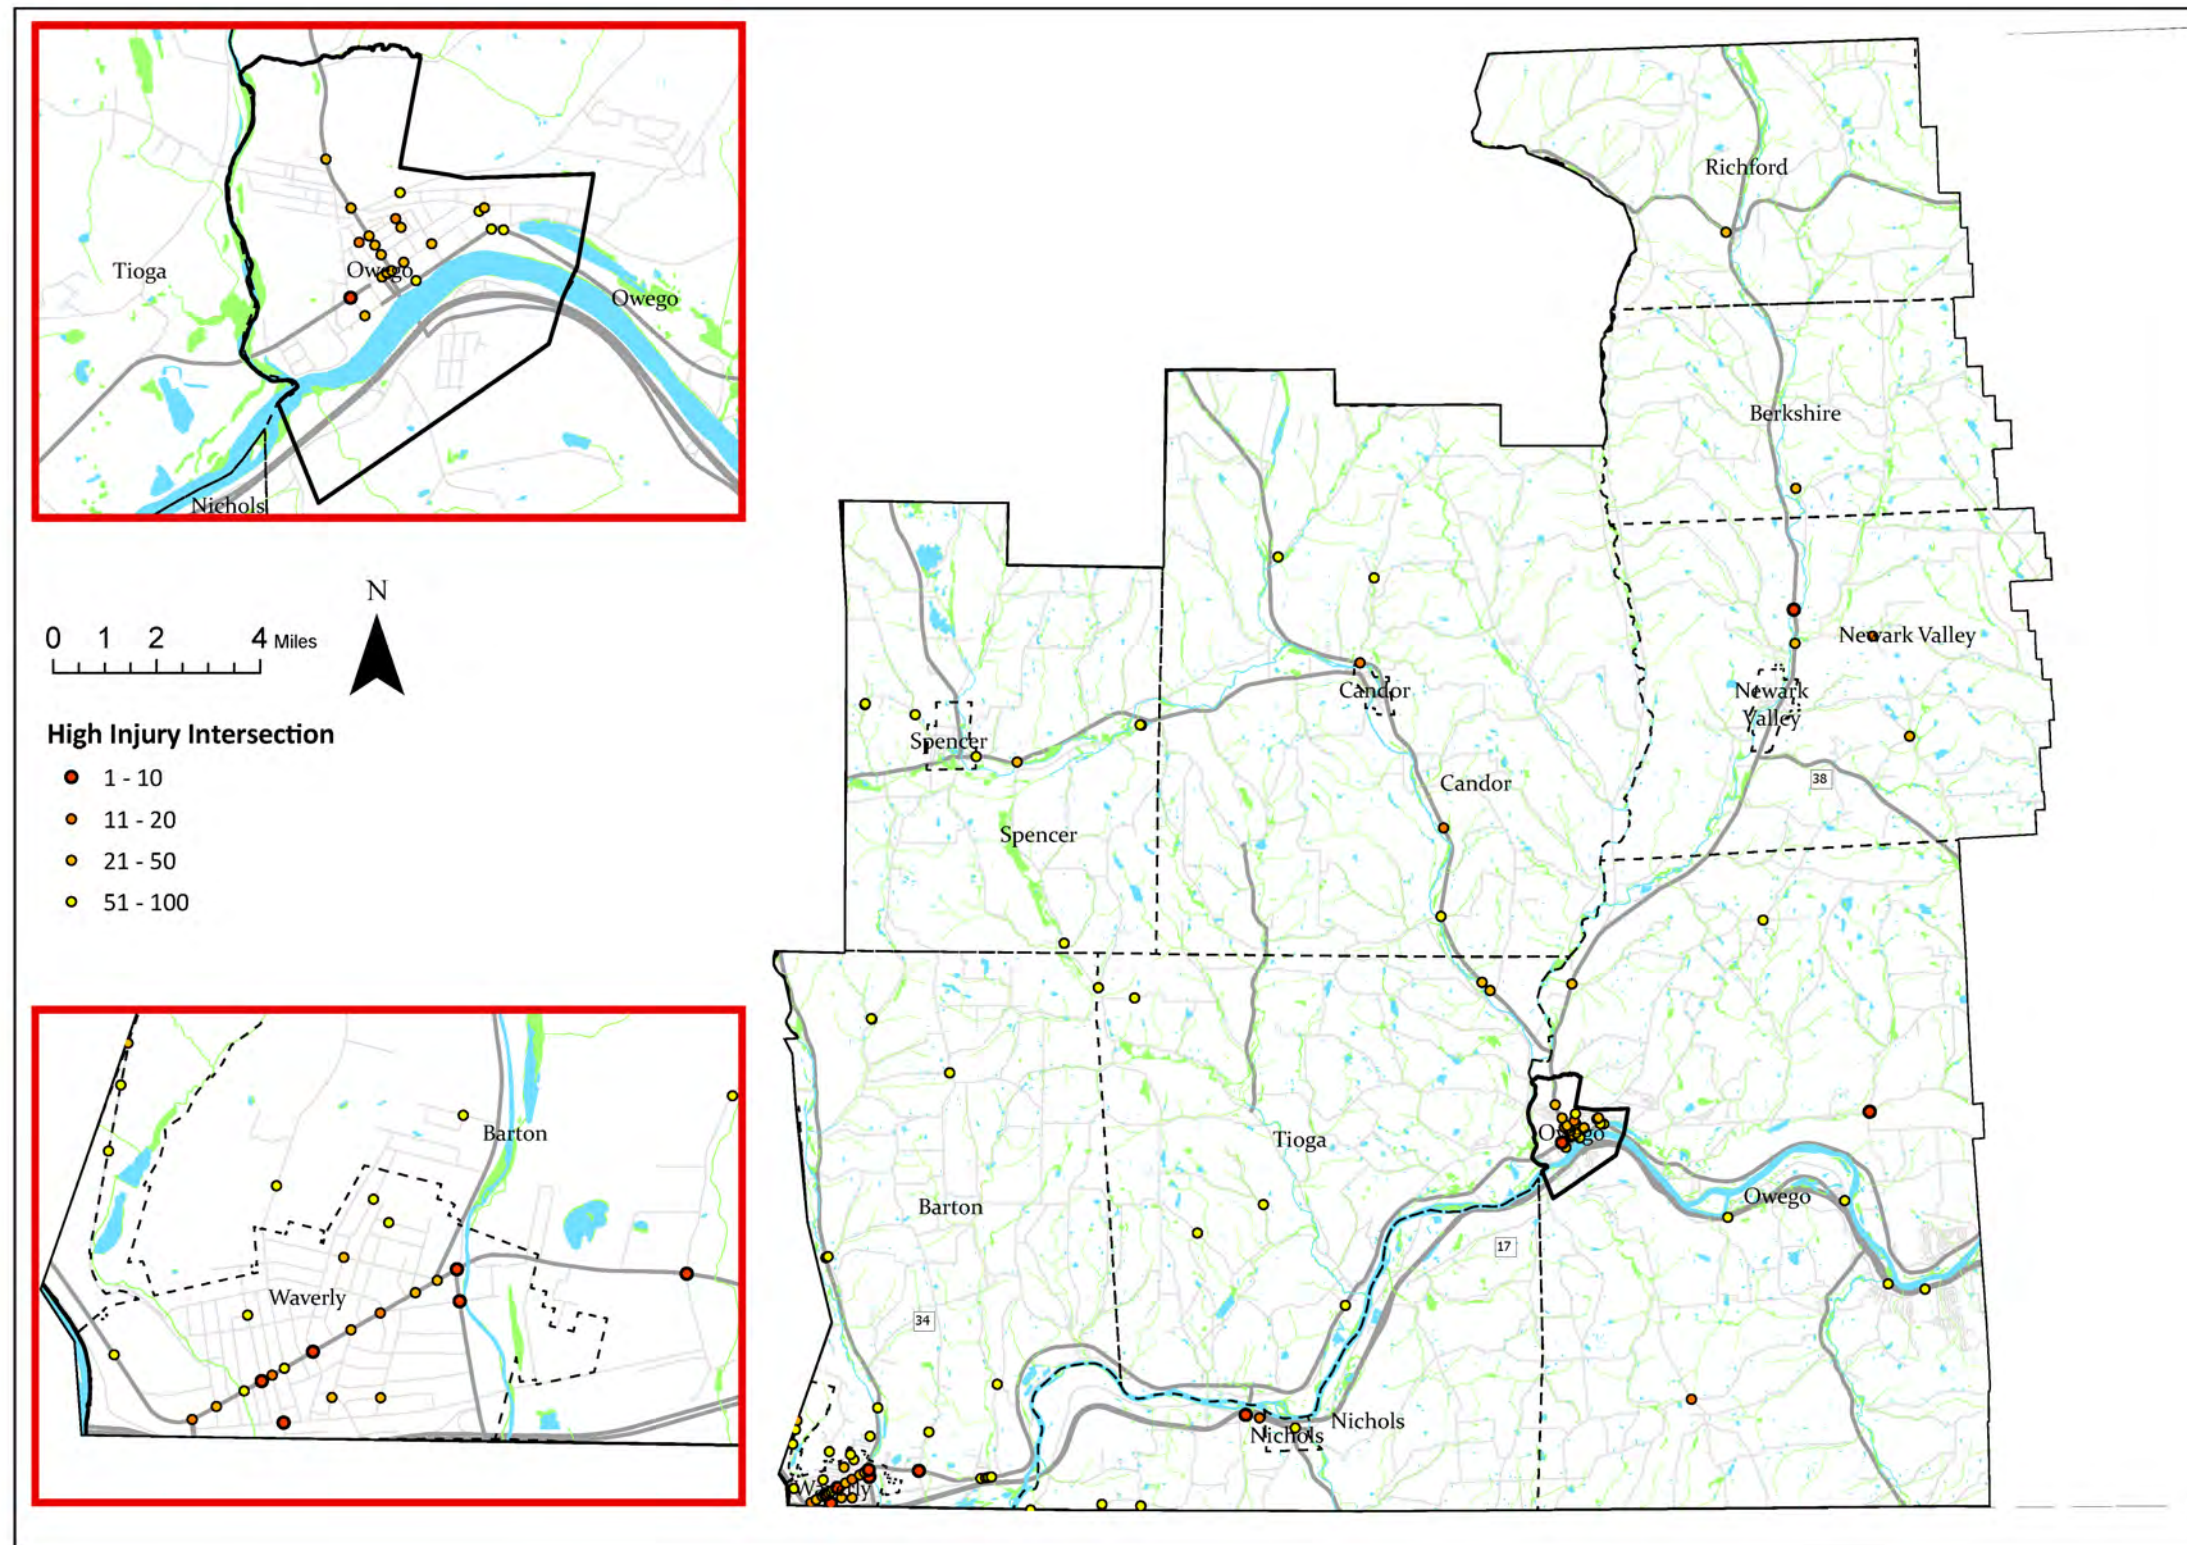 Tioga
Owego
Owego
Nichols
N
0 1 2 4 Miles
High Injury Intersection
1 - 10
11 - 20
21 - 50
51 - 100
Barton
Waverly
Richford
Berkshire
Newark Valley
Newark
Valley
38
Candor
Candor
Spencer
Spencer
Owego
Tioga
Barton
Owego
17
34
Nichols
Nichols
Waverly